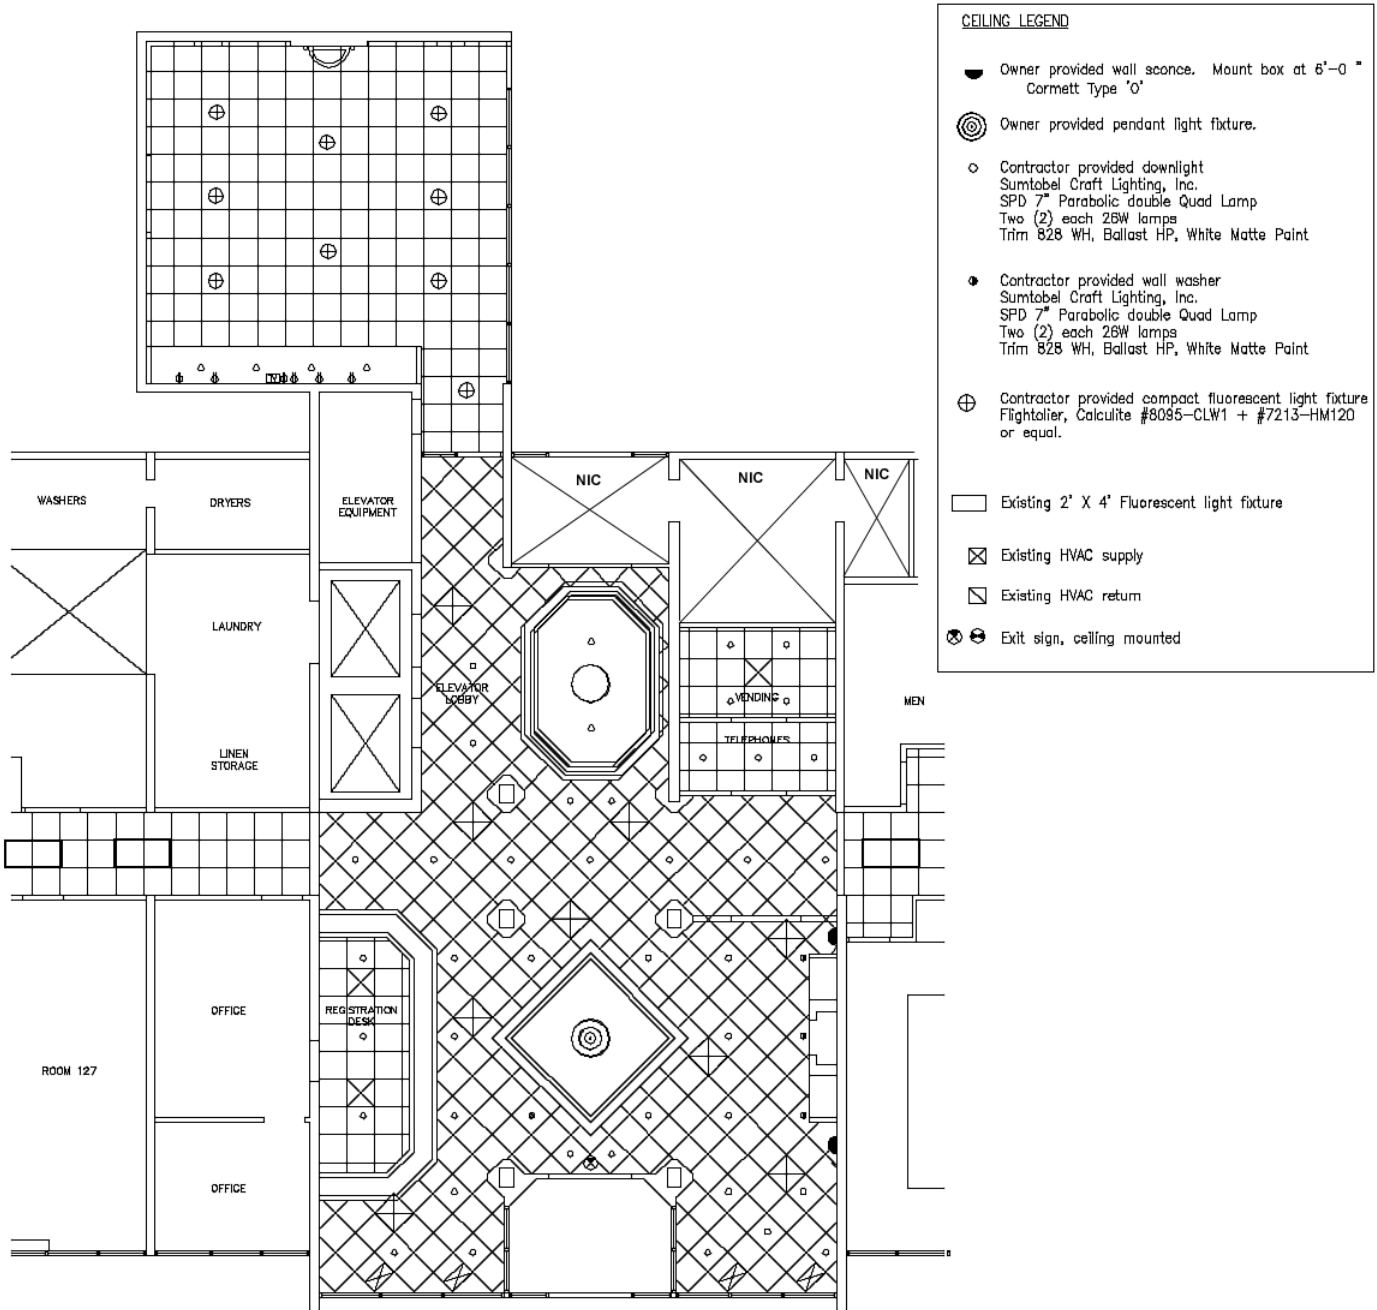 CEILING LEGEND
Owner provided wall sconce. Mount box at 6'-0 "
Cormett Type 'O'
Owner provided pendant light fixture.
Contractor provided downlight
Sumtobel Craft Lighting, Inc.
SPD 7" Parabolic double Quad Lamp
Two (2) each 26W lamps
Trim 828 WH, Ballast HP, White Matte Paint
Contractor provided wall washer
Sumtobel Craft Lighting, Inc.
SPD 7" Parabolic double Quad Lamp
Two (2) each 26W lamps
Trim 828 WH, Ballast HP, White Matte Paint
Contractor provided compact fluorescent light fixture
Flightolier, Calculite #8095-CLW1 + #7213-HM120
or equal.
Existing 2' X 4' Fluorescent light fixture
Existing HVAC supply
Existing HVAC return
Exit sign, ceiling mounted
TV
WASHERS
DRYERS
ELEVATOR
EQUIPMENT
NIC
NIC
NIC
LAUNDRY
ELEVATOR
LOBBY
VENDING
MEN
TELEPHONES
LINEN
STORAGE
OFFICE
REGISTRATION
DESK
ROOM 127
OFFICE